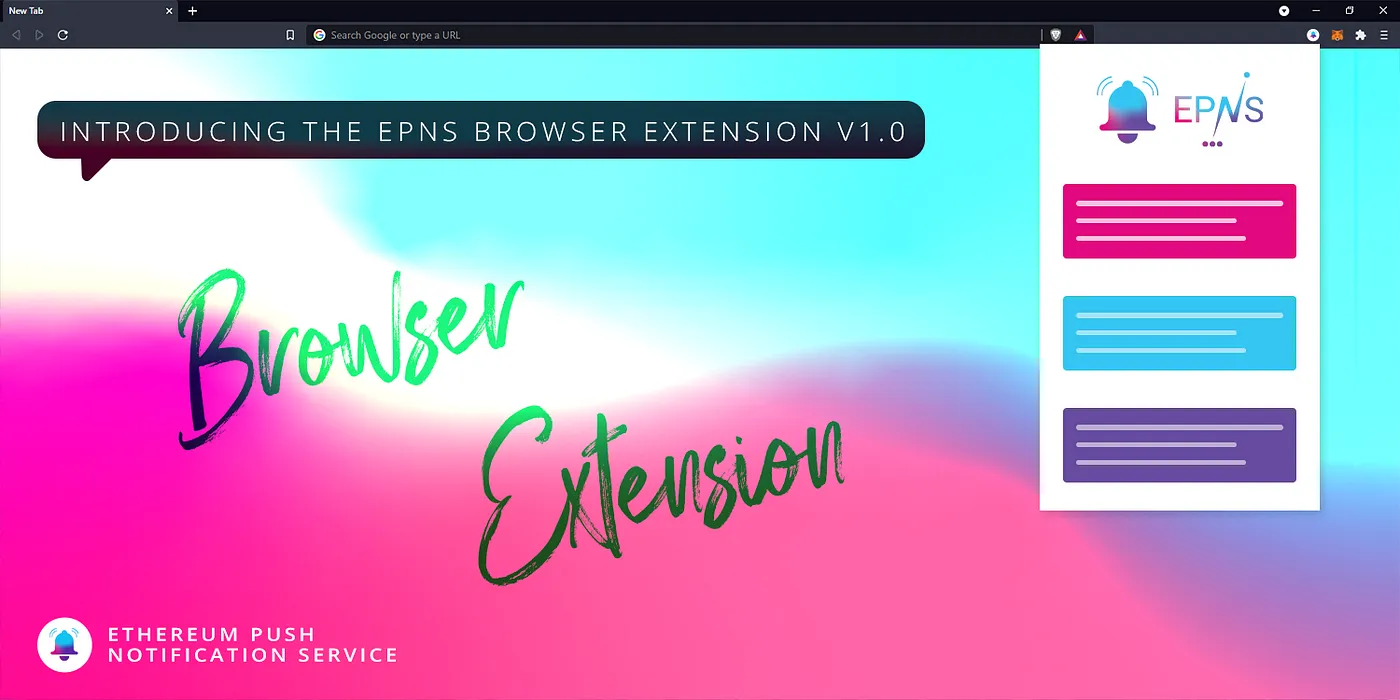 New Tab
Search Google or type a URL
INTRODUCING THE EPNS BROWSER EXTENSION V1.0
EPNS
Browser
Extension
ETHEREUM PUSH
NOTIFICATION SERVICE